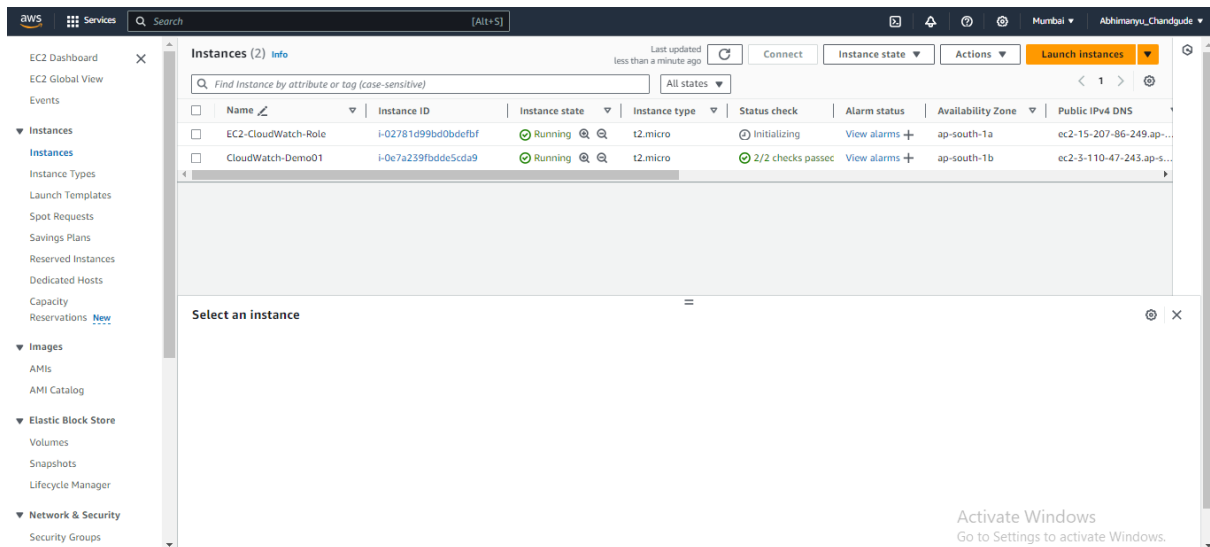 aws Services Search [Alt+S] Mumbai ▼ Abhimanyu_Chandgude ▼
EC2 Dashboard
EC2 Global View
Events
Instances
Instances
Instance Types
Launch Templates
Spot Requests
Savings Plans
Reserved Instances
Dedicated Hosts
Capacity
Reservations New
Images
AMIs
AMI Catalog
Elastic Block Store
Volumes
Snapshots
Lifecycle Manager
Network & Security
Security Groups
Instances (2) Info
Last updated
less than a minute ago
Connect Instance state ▼ Actions ▼ Launch instances ▼
Find Instance by attribute or tag (case-sensitive) All states ▼ < 1 >
Name Instance ID Instance state Instance type Status check Alarm status Availability Zone Public IPv4 DNS
EC2-CloudWatch-Role i-02781d99bd0bdefbf Running t2.micro Initializing View alarms + ap-south-1a ec2-15-207-86-249.ap-...
CloudWatch-Demo01 i-0e7a239fbdde5cda9 Running t2.micro 2/2 checks passec View alarms + ap-south-1b ec2-3-110-47-243.ap-s...
Select an instance
Activate Windows
Go to Settings to activate Windows.